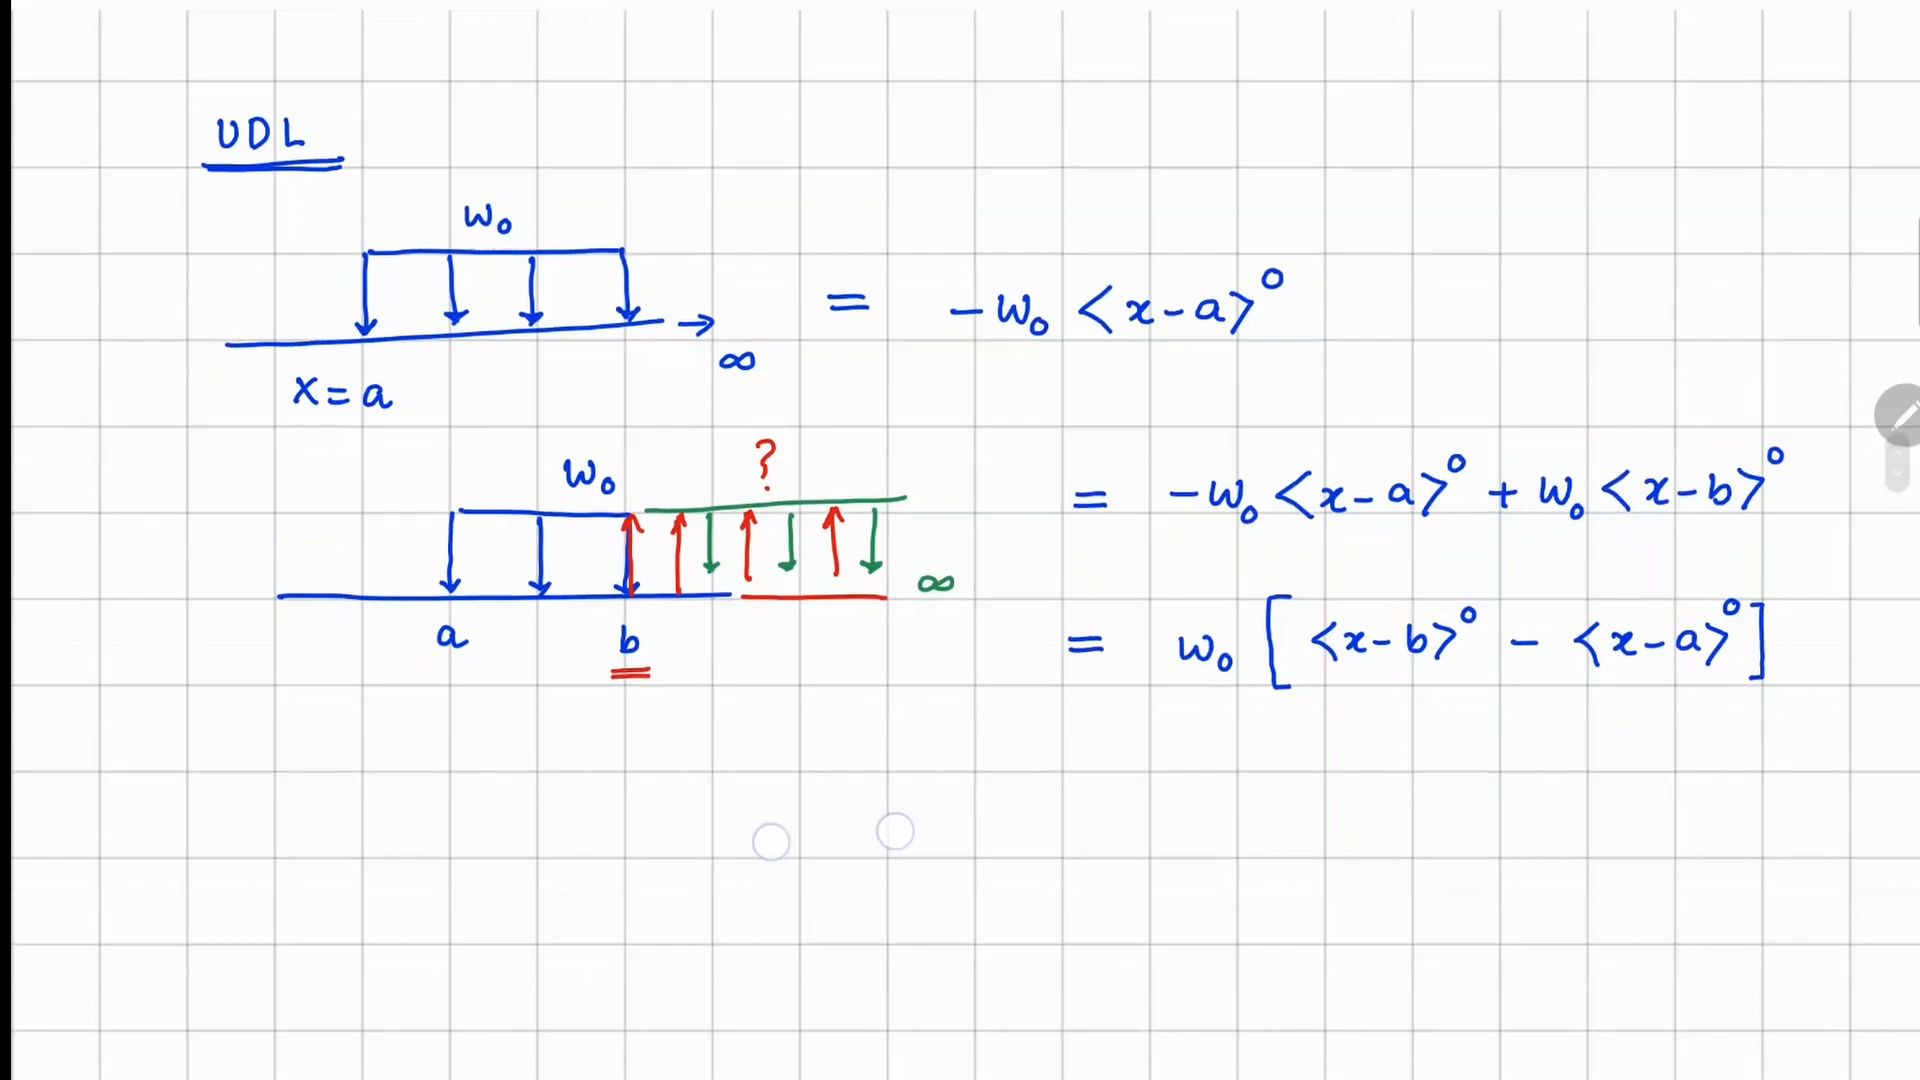 UDL
w₀
= -w₀ <x-a>⁰
∞
x = a
?
w₀
= -w₀ <x-a>⁰ + w₀ <x-b>⁰
∞
a b
= w₀ [ <x-b>⁰ - <x-a>⁰ ]